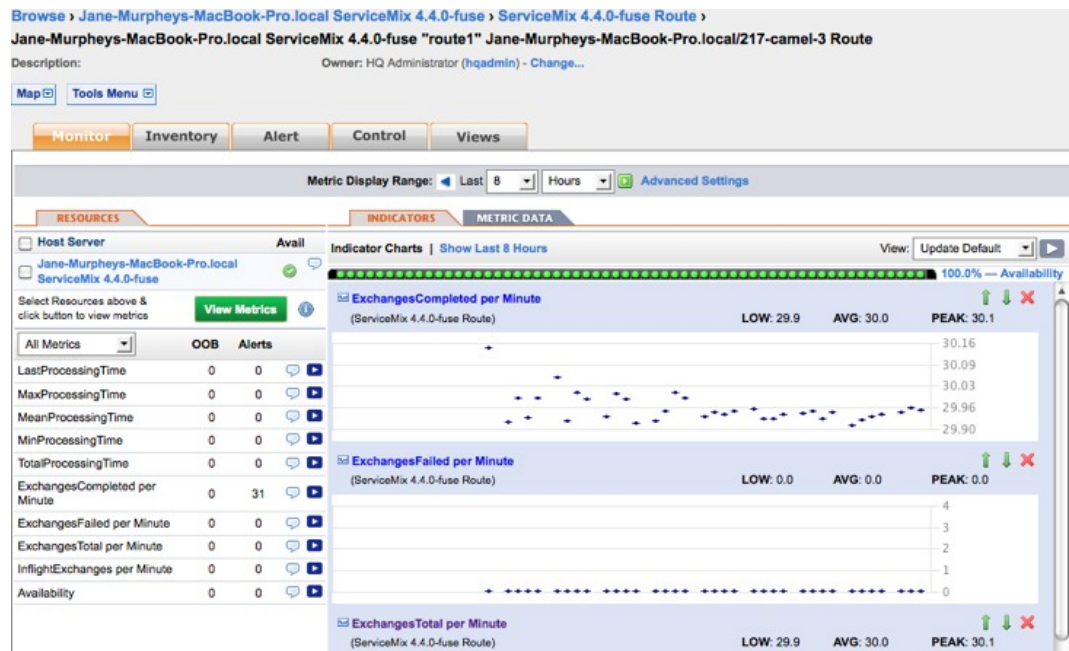 Browse › Jane-Murpheys-MacBook-Pro.local ServiceMix 4.4.0-fuse › ServiceMix 4.4.0-fuse Route ›
Jane-Murpheys-MacBook-Pro.local ServiceMix 4.4.0-fuse "route1" Jane-Murpheys-MacBook-Pro.local/217-camel-3 Route
Description: Owner: HQ Administrator (hqadmin) - Change...
Map Tools Menu
Monitor Inventory Alert Control Views
Metric Display Range: Last 8 Hours Advanced Settings
RESOURCES
Host Server Avail
Jane-Murpheys-MacBook-Pro.local
ServiceMix 4.4.0-fuse
Select Resources above &
click button to view metrics
View Metrics
All Metrics OOB Alerts
LastProcessingTime 0 0
MaxProcessingTime 0 0
MeanProcessingTime 0 0
MinProcessingTime 0 0
TotalProcessingTime 0 0
ExchangesCompleted per
Minute 0 31
ExchangesFailed per Minute 0 0
ExchangesTotal per Minute 0 0
InflightExchanges per Minute 0 0
Availability 0 0
INDICATORS METRIC DATA
Indicator Charts | Show Last 8 Hours View: Update Default
100.0% — Availability
ExchangesCompleted per Minute
(ServiceMix 4.4.0-fuse Route) LOW: 29.9 AVG: 30.0 PEAK: 30.1
30.16
30.09
30.03
29.96
29.90
ExchangesFailed per Minute
(ServiceMix 4.4.0-fuse Route) LOW: 0.0 AVG: 0.0 PEAK: 0.0
4
3
2
1
0
ExchangesTotal per Minute
(ServiceMix 4.4.0-fuse Route) LOW: 29.9 AVG: 30.0 PEAK: 30.1